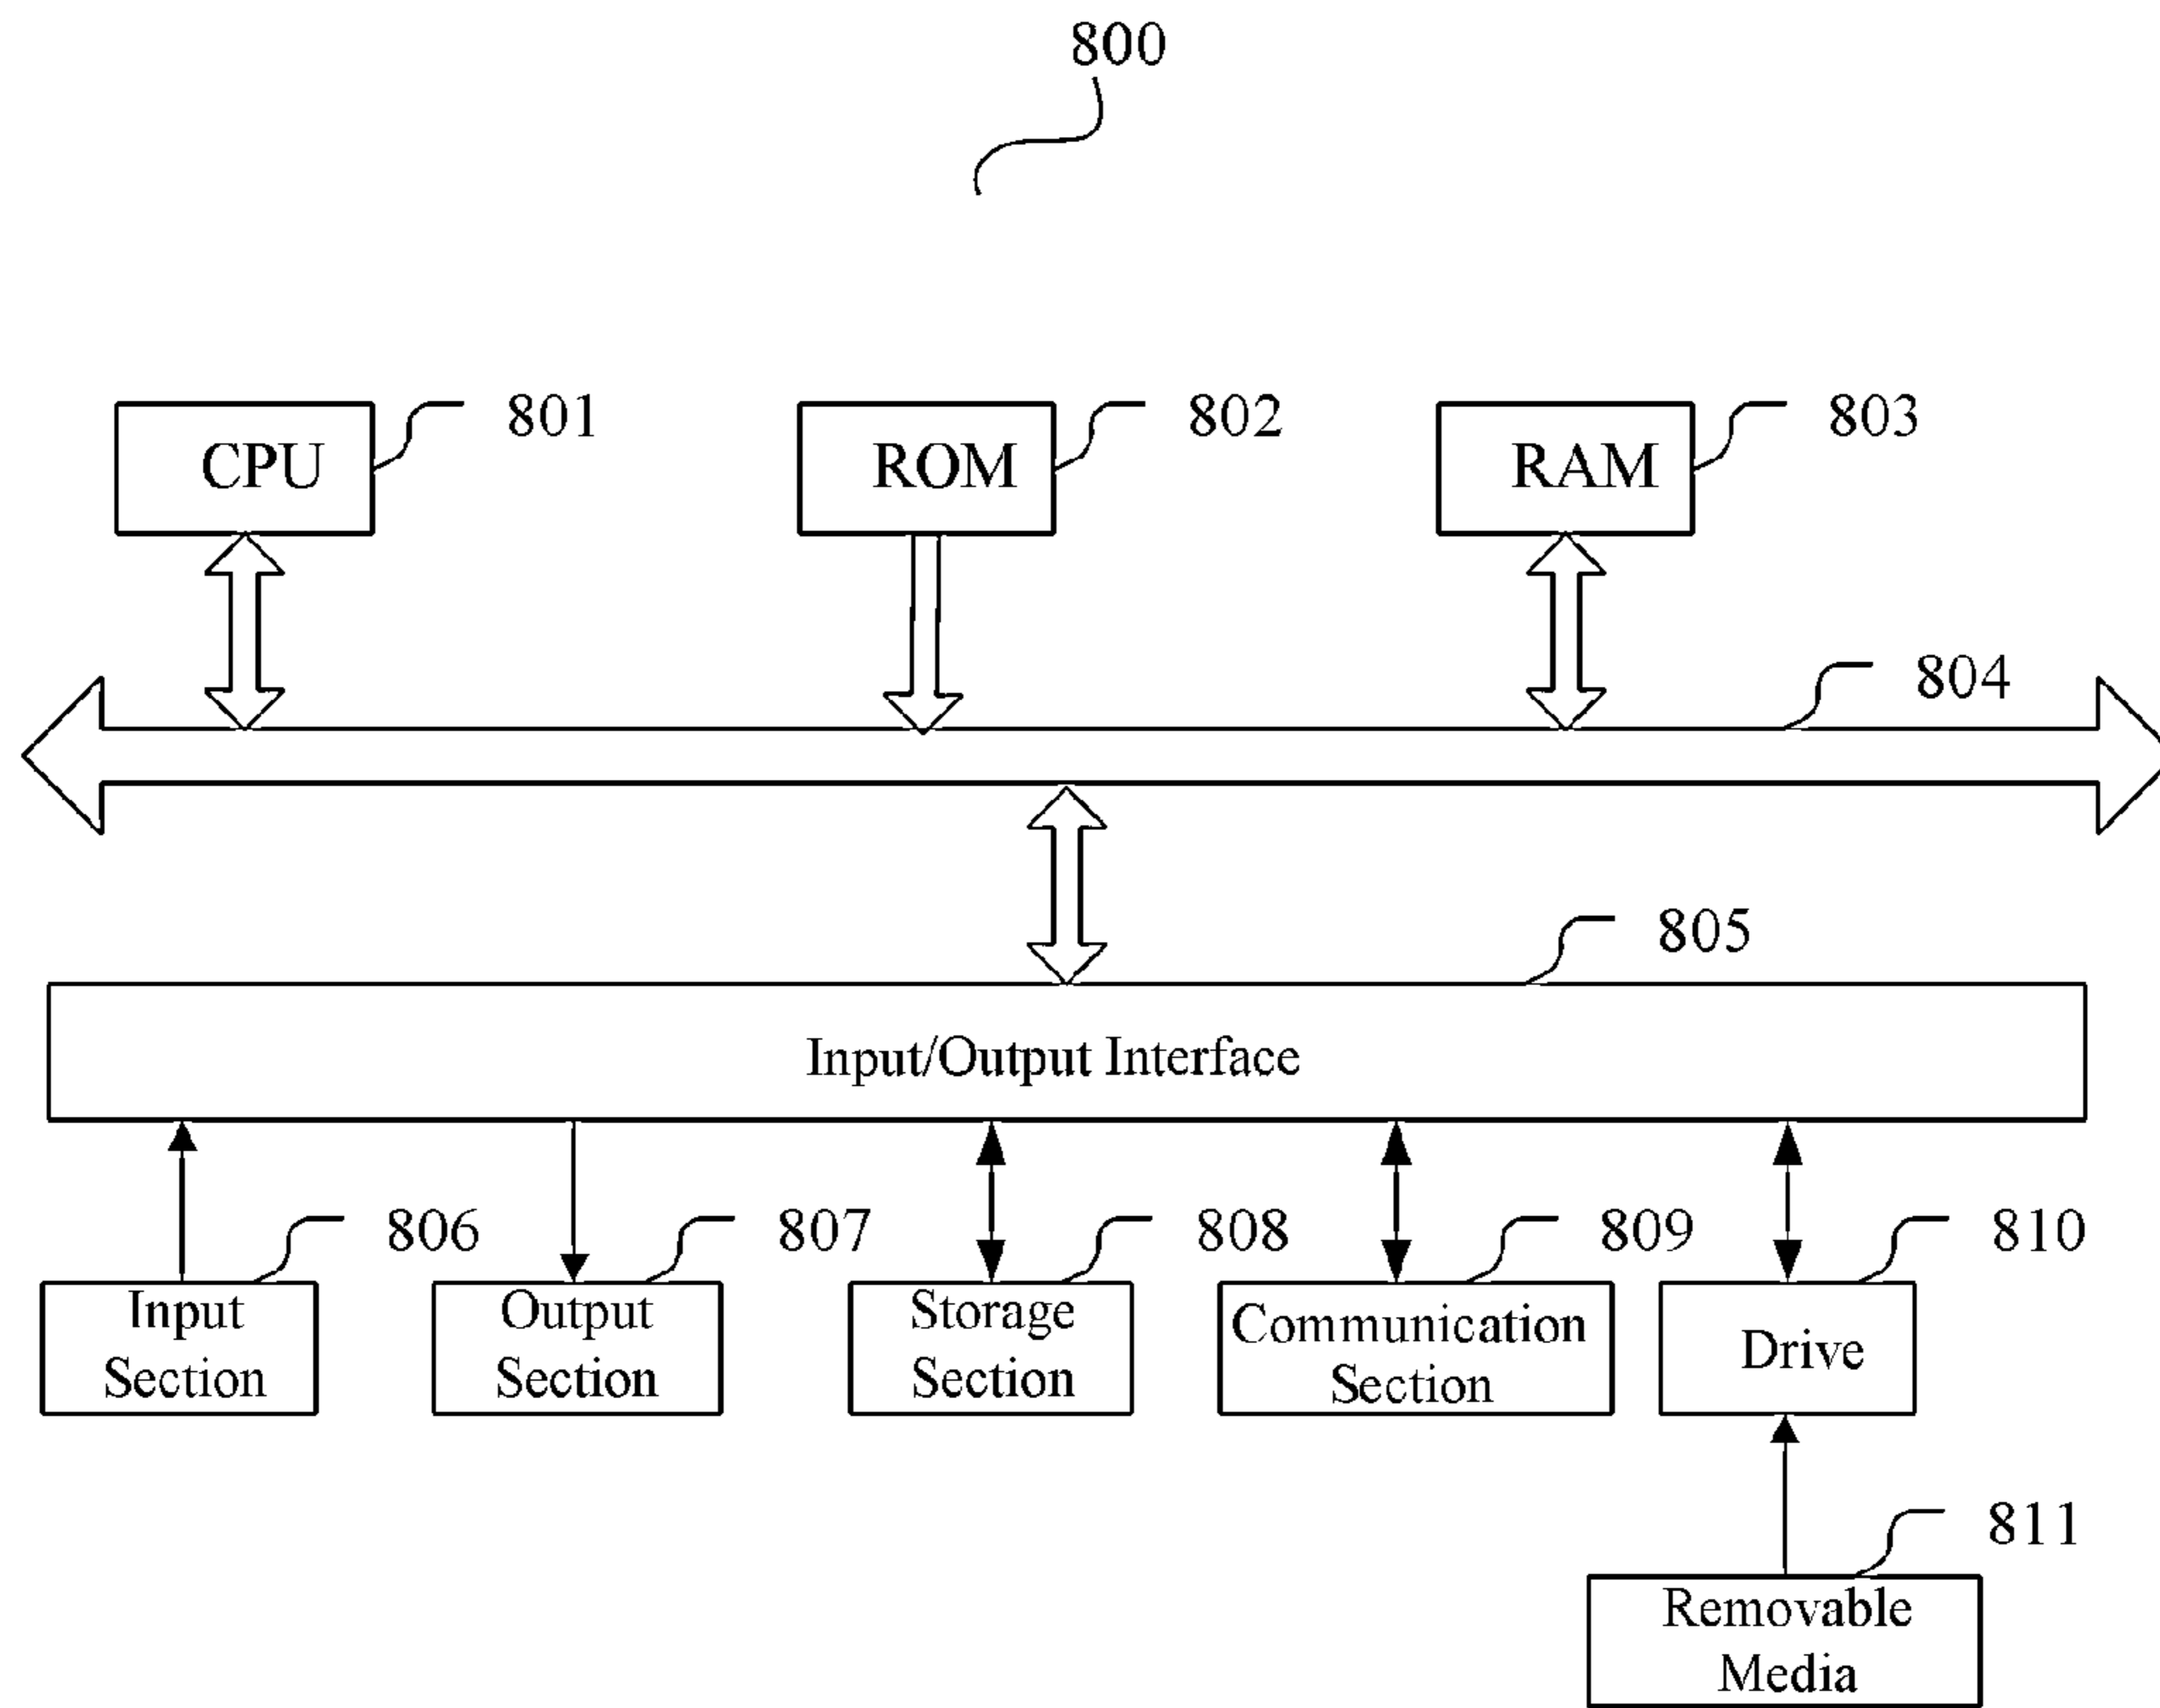 800
CPU
801
ROM
802
RAM
803
804
805
Input/Output Interface
806
807
808
809
810
Input
Section
Output
Section
Storage
Section
Communication
Section
Drive
811
Removable
Media